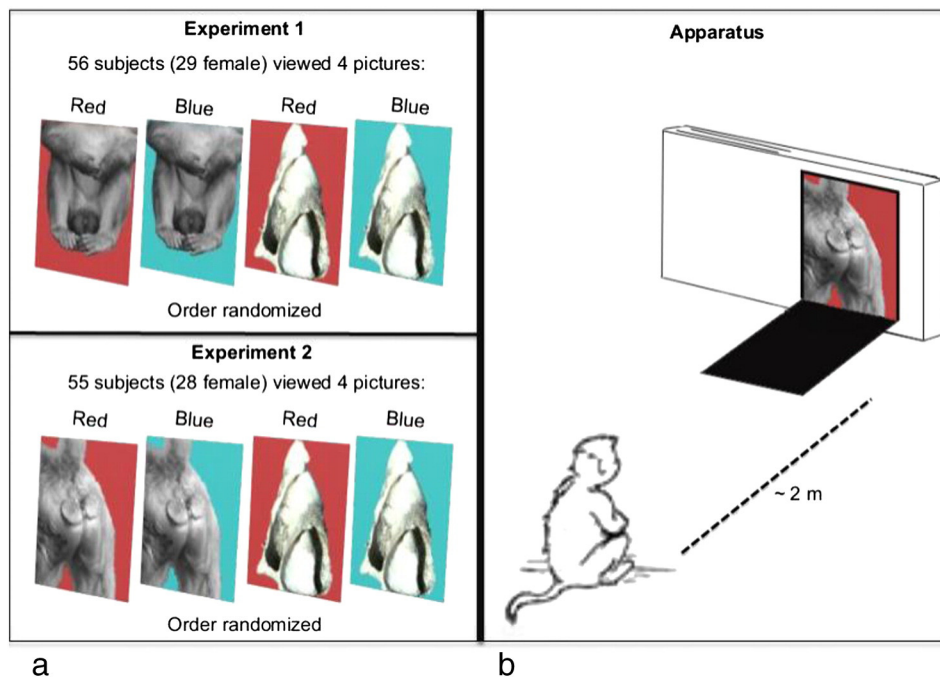 Experiment 1
56 subjects (29 female) viewed 4 pictures:
Red Blue Red Blue
Order randomized
Experiment 2
55 subjects (28 female) viewed 4 pictures:
Red Blue Red Blue
Order randomized
a
Apparatus
~ 2 m
b